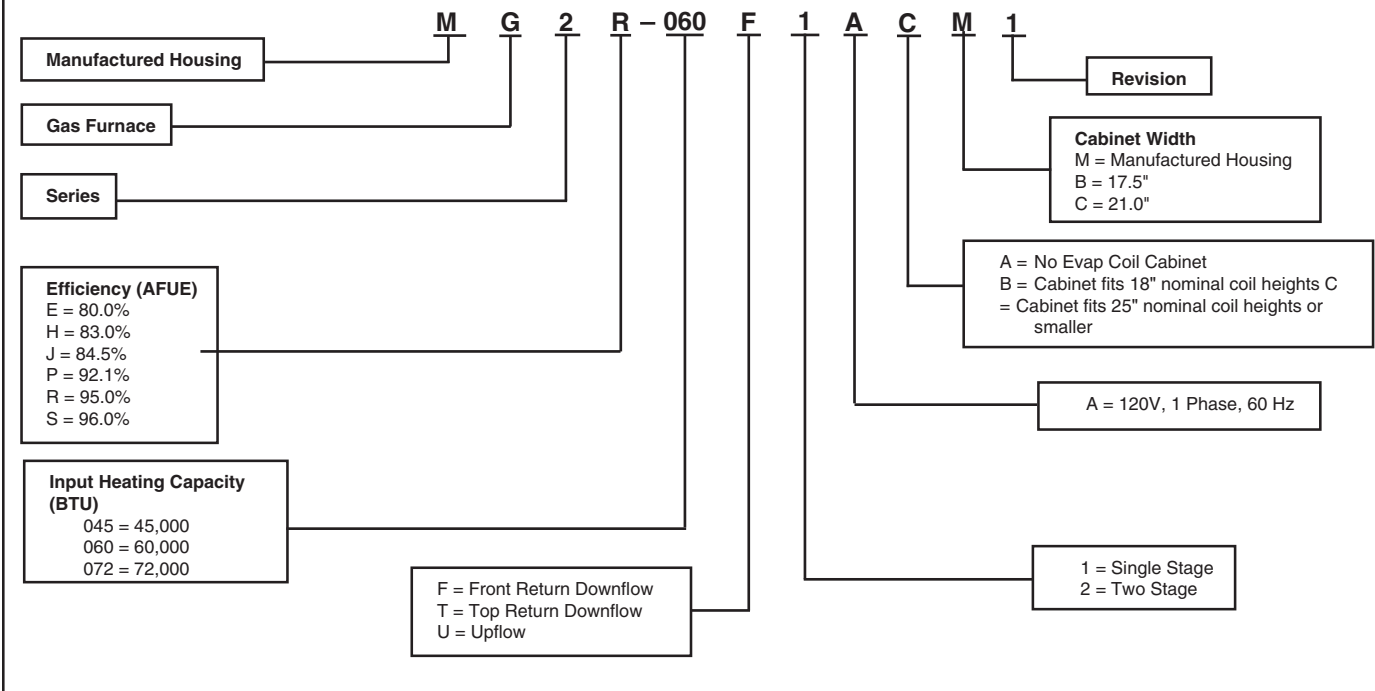 M G 2 R – 060 F 1 A C M 1
Manufactured Housing
Gas Furnace
Series
Efficiency (AFUE)
E = 80.0%
H = 83.0%
J = 84.5%
P = 92.1%
R = 95.0%
S = 96.0%
Input Heating Capacity
(BTU)
045 = 45,000
060 = 60,000
072 = 72,000
F = Front Return Downflow
T = Top Return Downflow
U = Upflow
Revision
Cabinet Width
M = Manufactured Housing
B = 17.5"
C = 21.0"
A = No Evap Coil Cabinet
B = Cabinet fits 18" nominal coil heights C
= Cabinet fits 25" nominal coil heights or
smaller
A = 120V, 1 Phase, 60 Hz
1 = Single Stage
2 = Two Stage